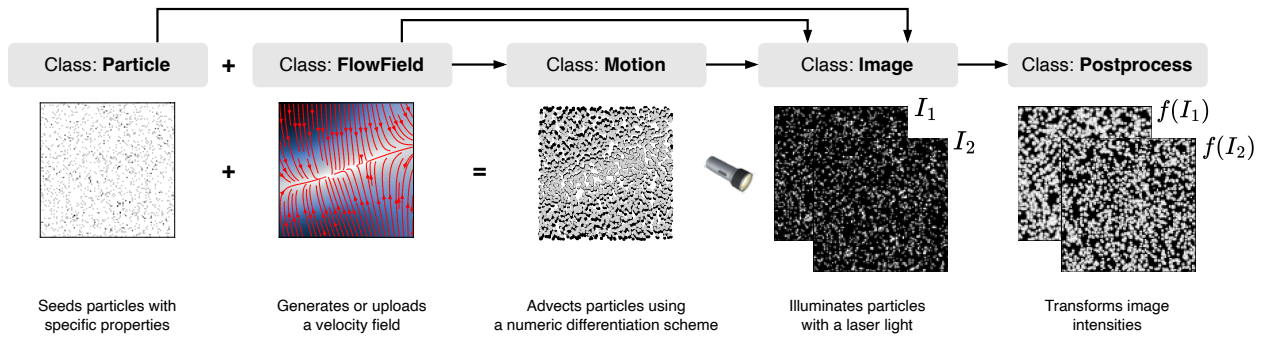 Class: Particle
+
Class: FlowField
Class: Motion
Class: Image
Class: Postprocess
+
=
I₁
I₂
f(I₁)
f(I₂)
Seeds particles with
specific properties
Generates or uploads
a velocity field
Advects particles using
a numeric differentiation scheme
Illuminates particles
with a laser light
Transforms image
intensities